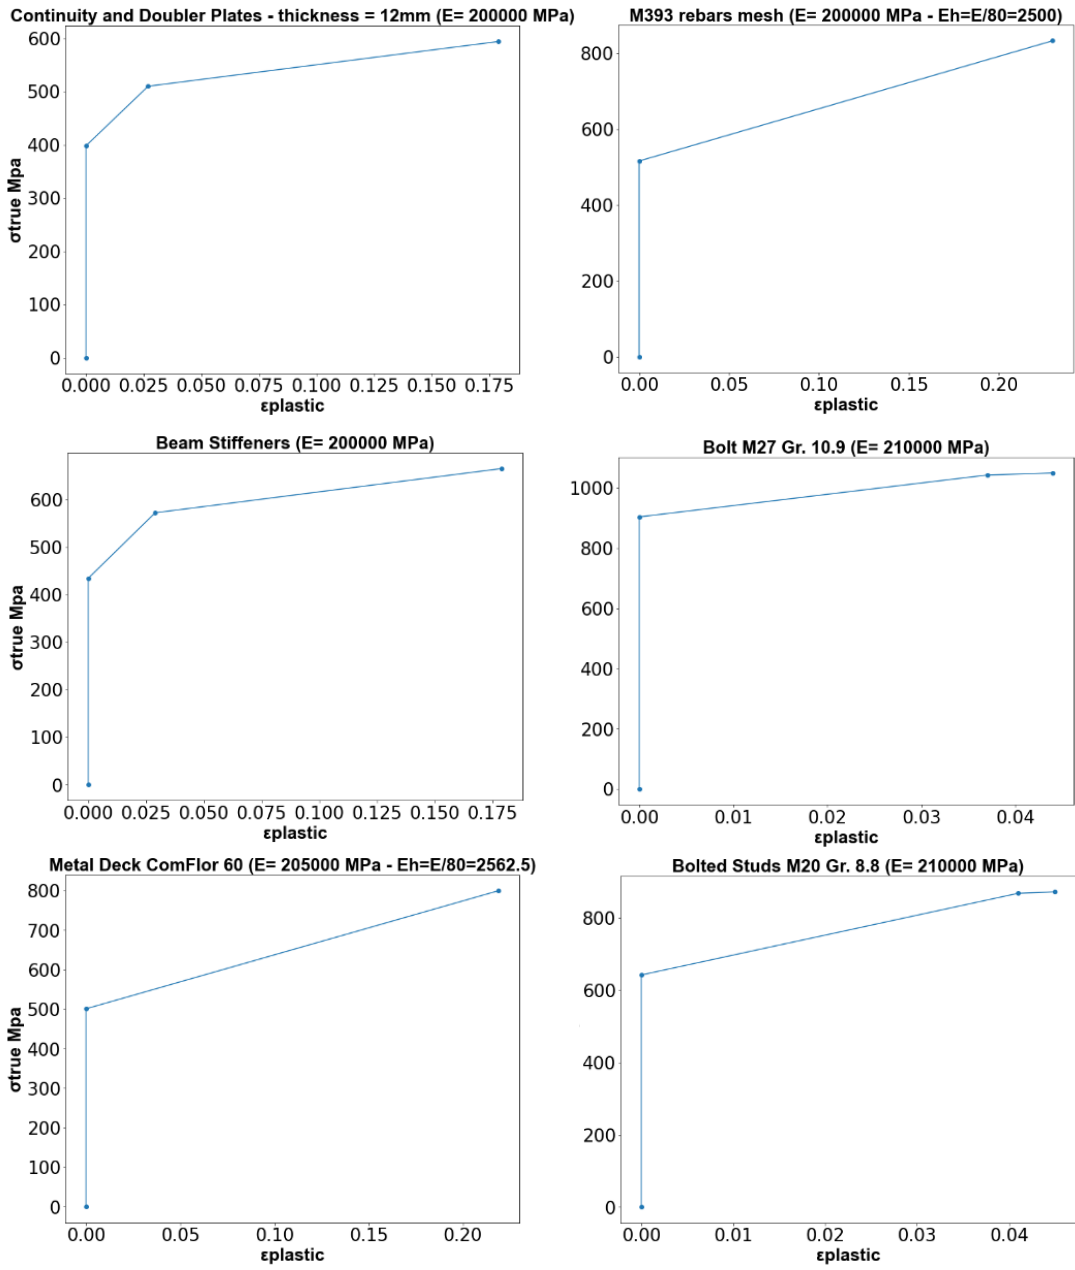 Continuity and Doubler Plates - thickness = 12mm (E= 200000 MPa)
600
500
400
300
200
100
0
σtrue Mpa
0.000 0.025 0.050 0.075 0.100 0.125 0.150 0.175
εplastic
M393 rebars mesh (E= 200000 MPa - Eh=E/80=2500)
800
600
400
200
0
0.00 0.05 0.10 0.15 0.20
εplastic
Beam Stiffeners (E= 200000 MPa)
600
500
400
300
200
100
0
σtrue Mpa
0.000 0.025 0.050 0.075 0.100 0.125 0.150 0.175
εplastic
Bolt M27 Gr. 10.9 (E= 210000 MPa)
1000
800
600
400
200
0
0.00 0.01 0.02 0.03 0.04
εplastic
Metal Deck ComFlor 60 (E= 205000 MPa - Eh=E/80=2562.5)
800
700
600
500
400
300
200
100
0
σtrue Mpa
0.00 0.05 0.10 0.15 0.20
εplastic
Bolted Studs M20 Gr. 8.8 (E= 210000 MPa)
800
600
400
200
0
0.00 0.01 0.02 0.03 0.04
εplastic